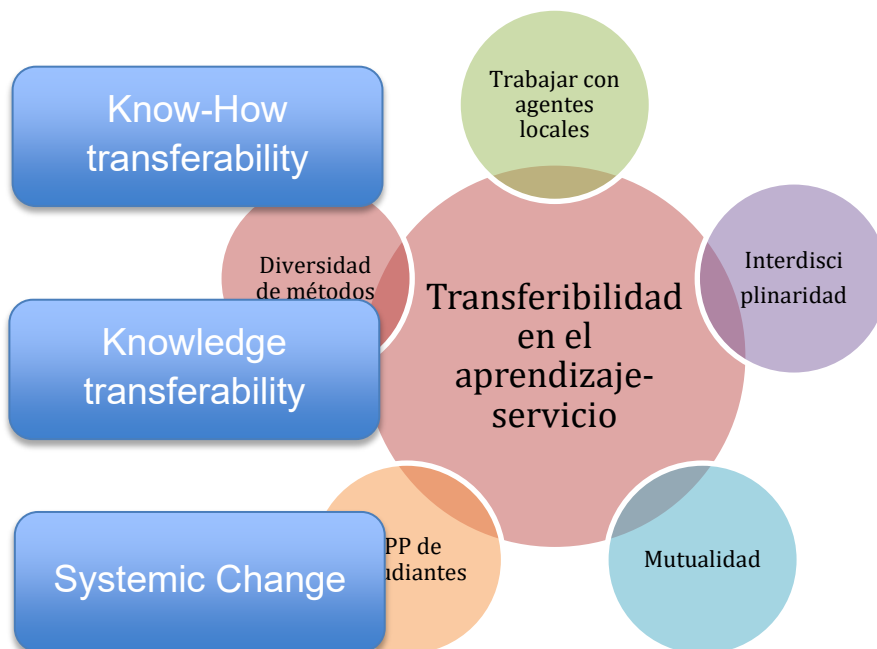 Know-How
transferability
Trabajar con
agentes
locales
Diversidad
de métodos
Interdisci
plinaridad
Transferibilidad
en el
aprendizaje-
servicio
Knowledge
transferability
Systemic Change
PP de
udiantes
Mutualidad